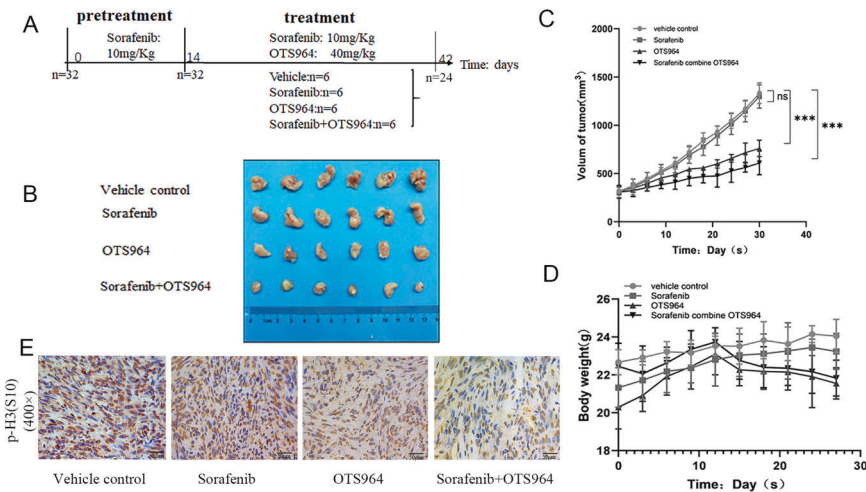 A
pretreatment
treatment
Sorafenib:
10mg/Kg
Sorafenib: 10mg/Kg
OTS964: 40mg/kg
0
14
42
Time: days
n=32
n=32
n=24
Vehicle:n=6
Sorafenib:n=6
OTS964:n=6
Sorafenib+OTS964:n=6
B
Vehicle control
Sorafenib
OTS964
Sorafenib+OTS964
C
vehicle control
Sorafenib
OTS964
Sorafenib combine OTS964
Volum of tumor(mm³)
2000
1500
1000
500
0
0 10 20 30 40
ns
***
***
Time: Day（s）
D
vehicle control
Sorafenib
OTS964
Sorafenib combine OTS964
Body weight(g)
26
24
22
20
18
0 10 20 30
Time: Day（s）
E
p-H3(S10)
(400×)
Vehicle control
Sorafenib
OTS964
Sorafenib+OTS964